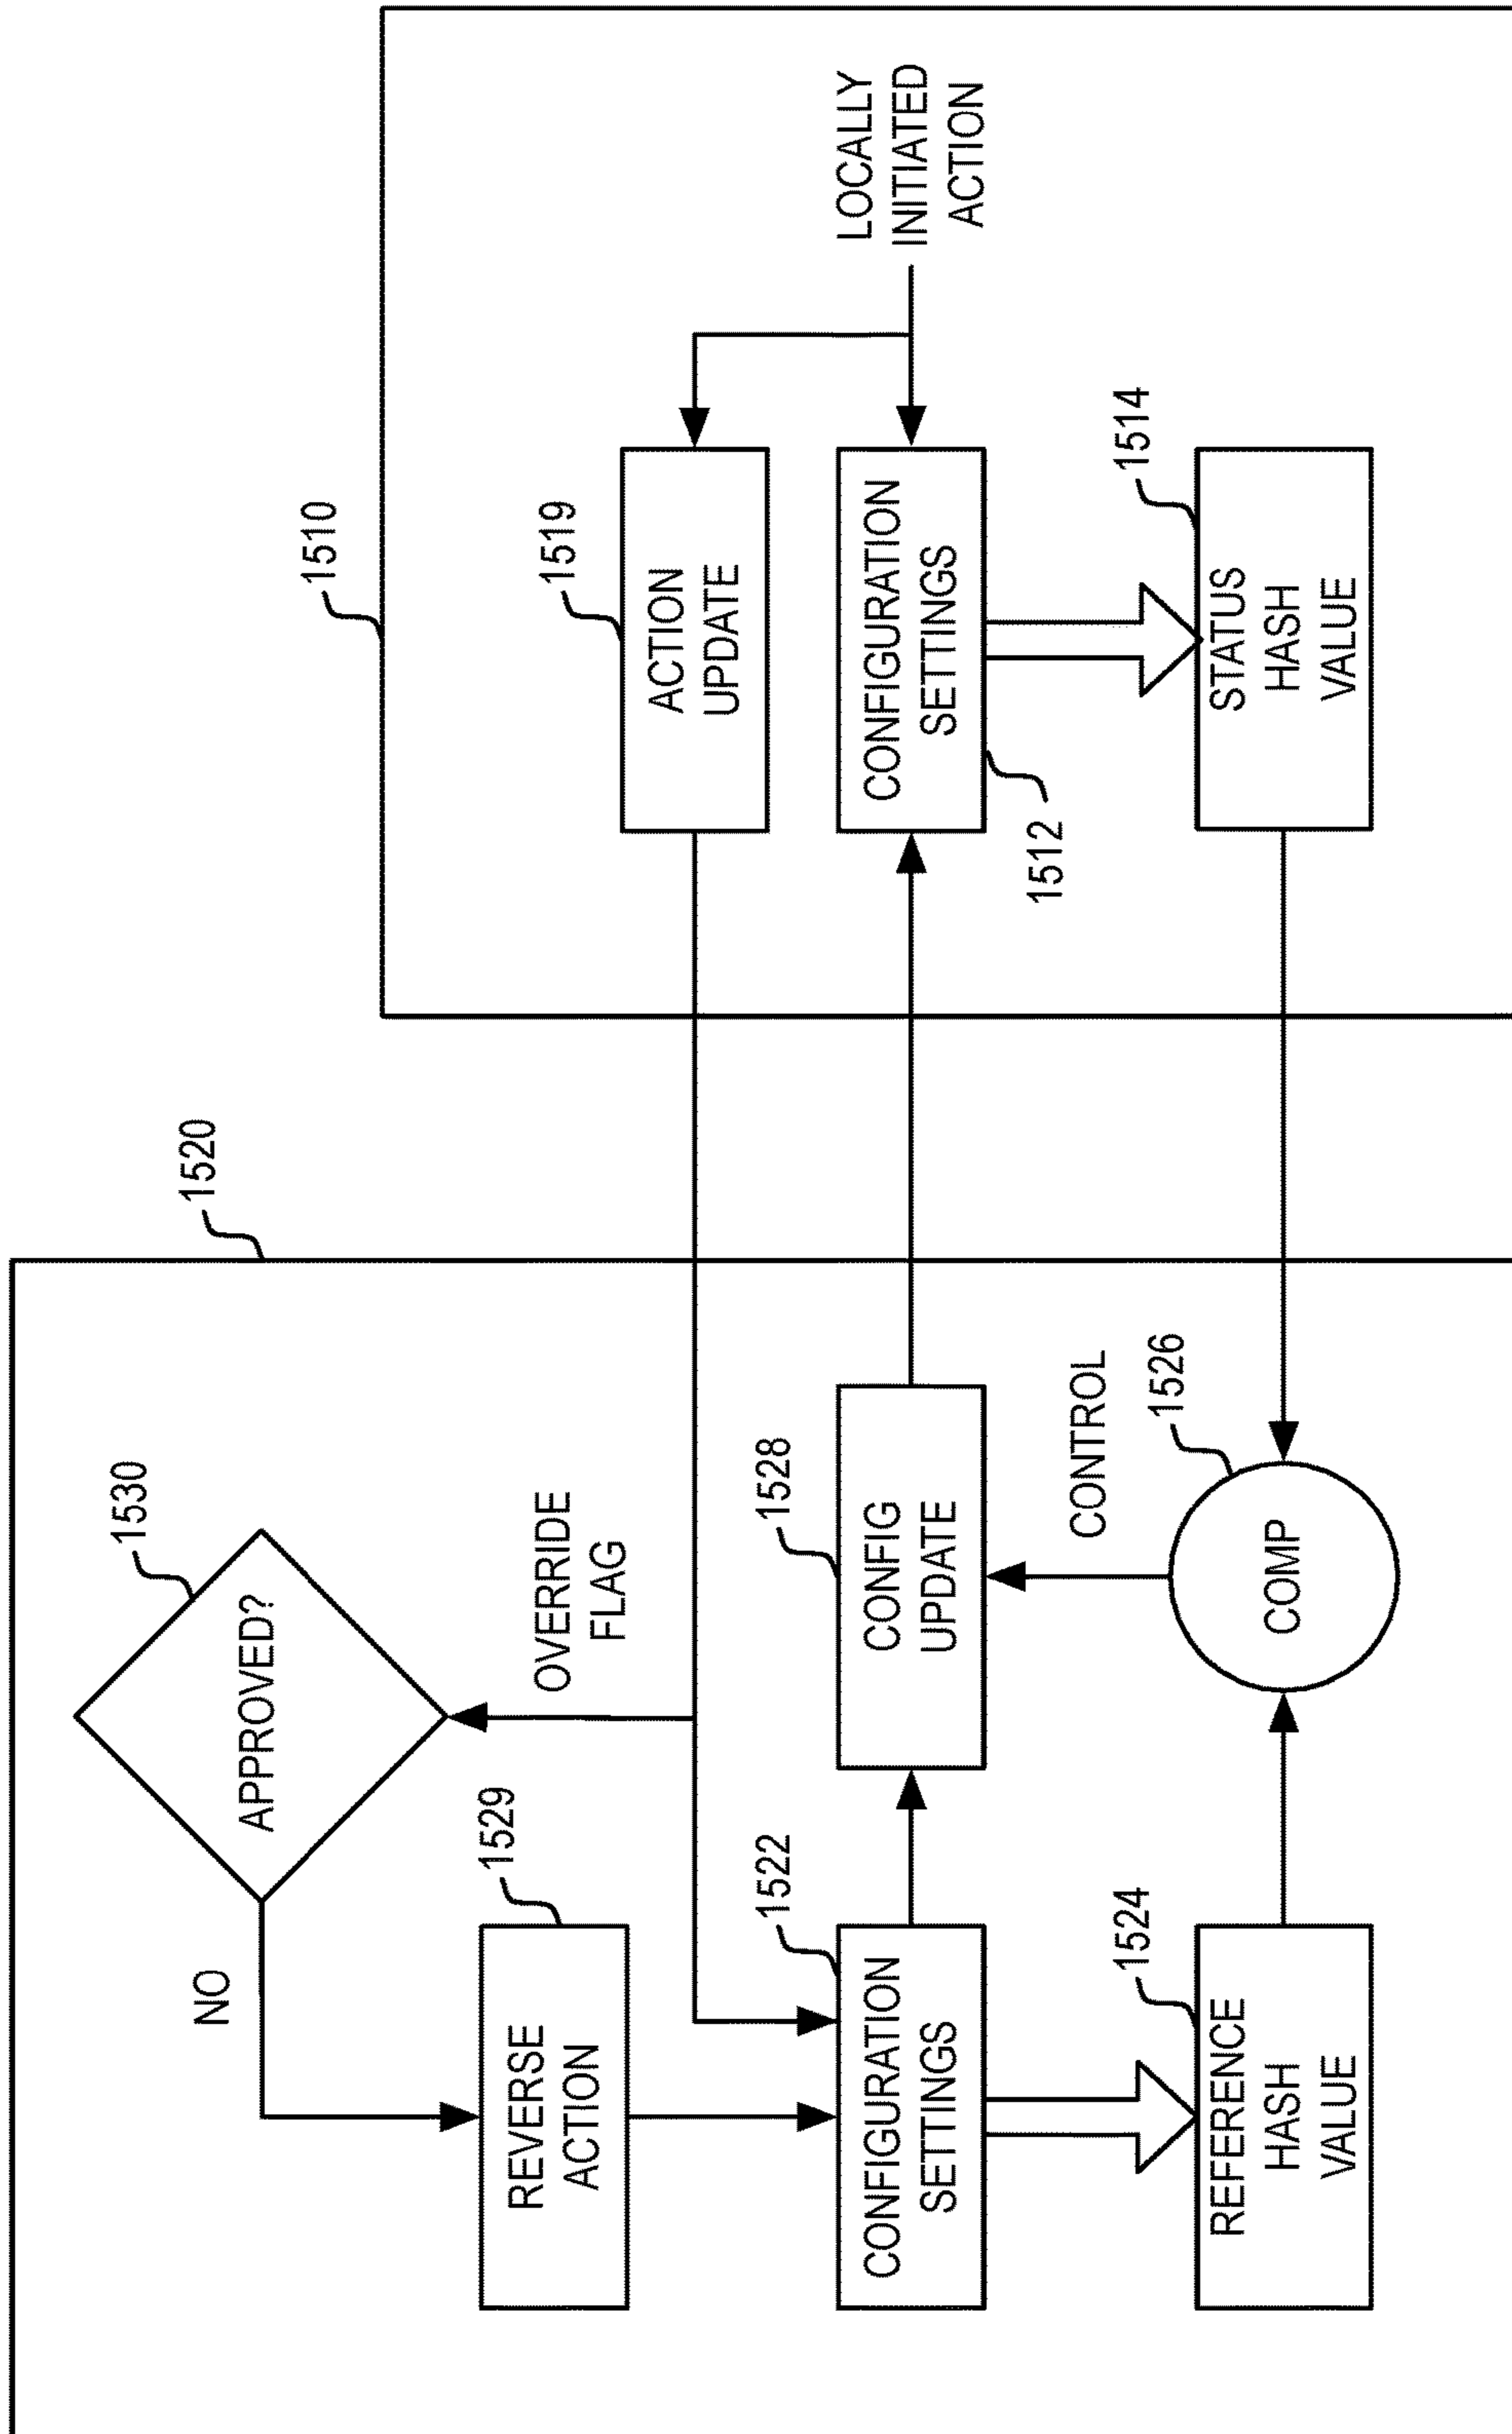 1520
1530
APPROVED?
NO
OVERRIDE
FLAG
1529
REVERSE
ACTION
1522
CONFIGURATION
SETTINGS
1528
CONFIG
UPDATE
CONTROL
1526
COMP
1524
REFERENCE
HASH
VALUE
1510
1519
ACTION
UPDATE
LOCALLY
INITIATED
ACTION
CONFIGURATION
SETTINGS
1512
1514
STATUS
HASH
VALUE